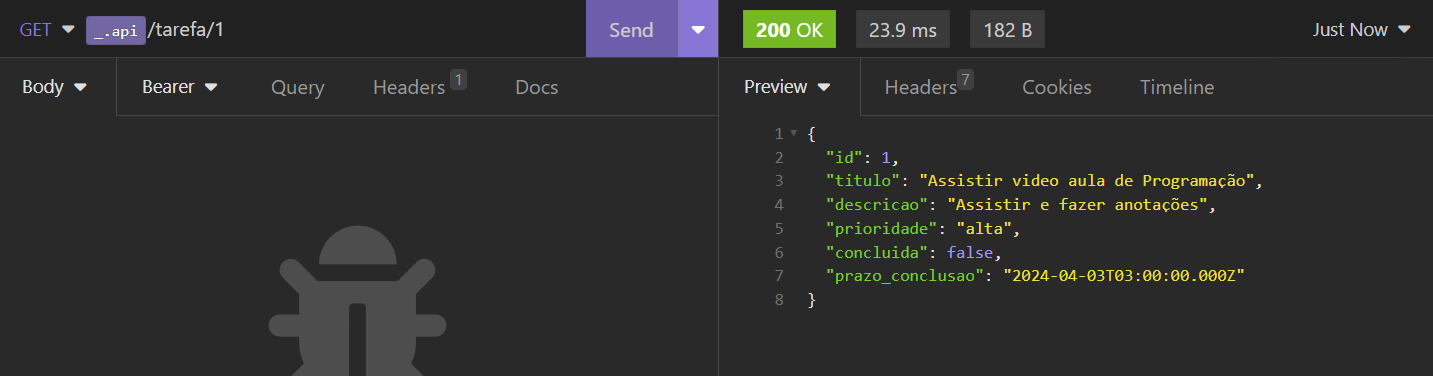 GET _.api /tarefa/1 Send 200 OK 23.9 ms 182 B Just Now
Body Bearer Query Headers 1 Docs Preview Headers 7 Cookies Timeline
1 {
2 "id": 1,
3 "titulo": "Assistir video aula de Programação",
4 "descricao": "Assistir e fazer anotações",
5 "prioridade": "alta",
6 "concluida": false,
7 "prazo_conclusao": "2024-04-03T03:00:00.000Z"
8 }